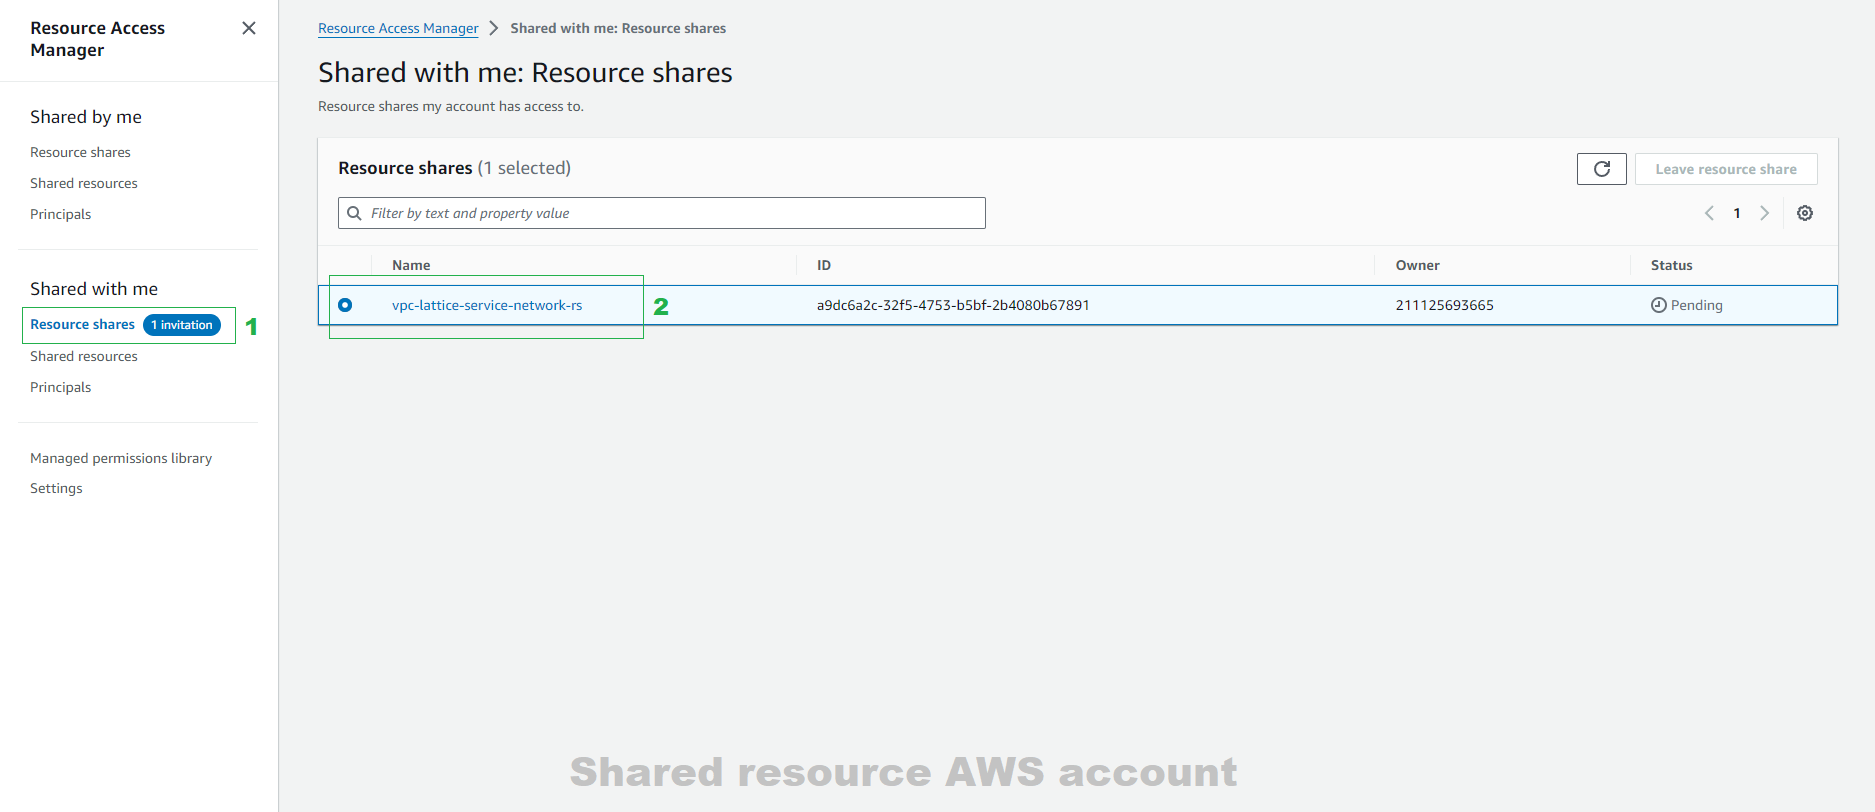 Resource Access
Manager
Shared by me
Resource shares
Shared resources
Principals
Shared with me
Resource shares 1 invitation 1
Shared resources
Principals
Managed permissions library
Settings
Resource Access Manager Shared with me: Resource shares
Shared with me: Resource shares
Resource shares my account has access to.
Resource shares (1 selected)
Leave resource share
Filter by text and property value
1
Name ID Owner Status
vpc-lattice-service-network-rs 2 a9dc6a2c-32f5-4753-b5bf-2b4080b67891 211125693665 Pending
Shared resource AWS account